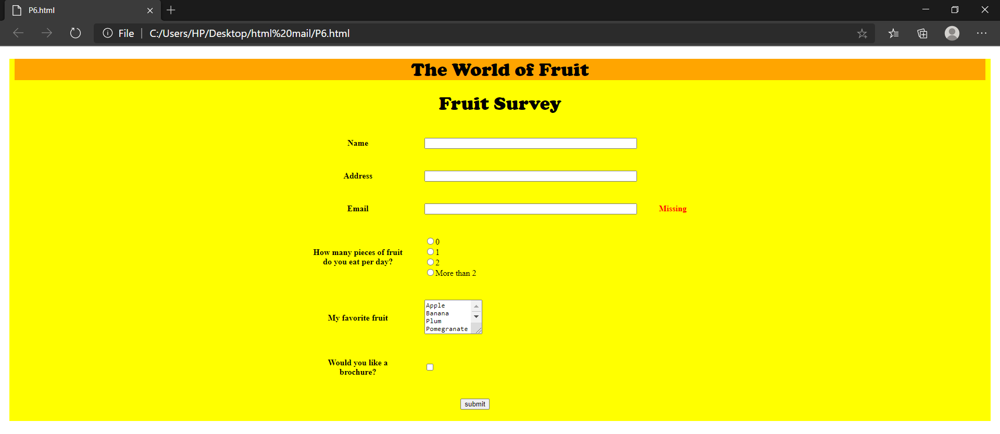 P6.html
File
C:/Users/HP/Desktop/html%20mail/P6.html
The World of Fruit
Fruit Survey
Name
Address
Email
Missing
How many pieces of fruit
do you eat per day?
0
1
2
More than 2
My favorite fruit
Apple
Banana
Plum
Pomegranate
Would you like a
brochure?
submit